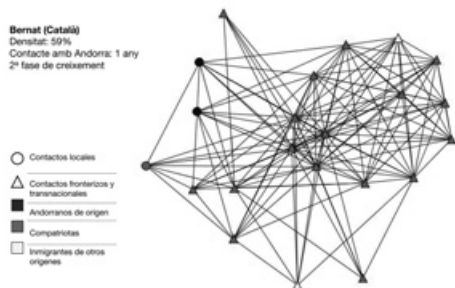 Bernat (Català)
Densitat: 59%
Contacte amb Andorra: 1 any
2ª fase de creixement
Contactos locales
Contactos fronterizos y
transnacionales
Andorranos de origen
Compatriotas
Inmigrantes de otros
orígenes